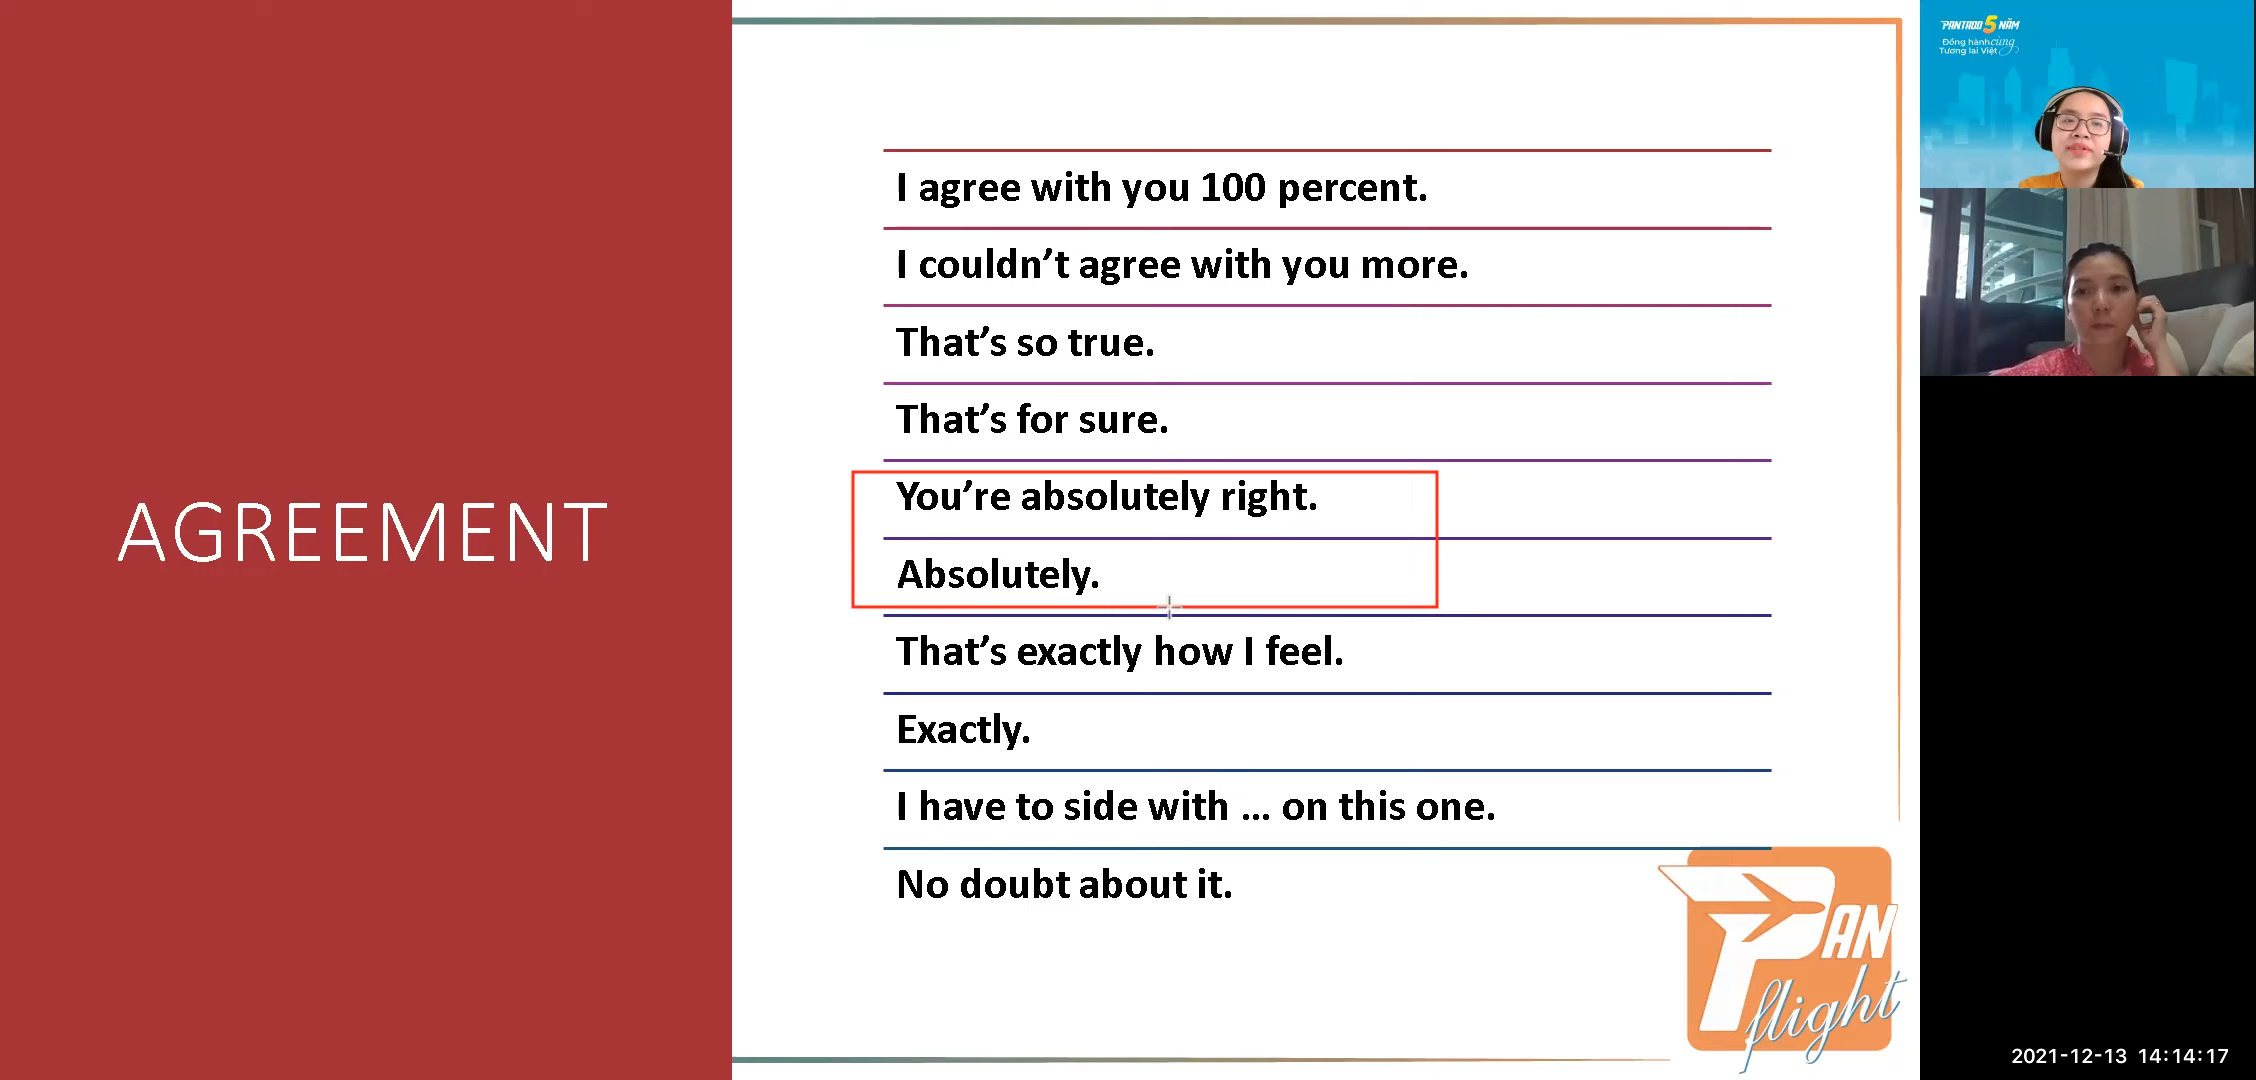 AGREEMENT
I agree with you 100 percent.
I couldn’t agree with you more.
That’s so true.
That’s for sure.
You’re absolutely right.
Absolutely.
That’s exactly how I feel.
Exactly.
I have to side with ... on this one.
No doubt about it.
PAN
flight
PANTADO 5 NĂM
Đồng hành cùng
Tương lai Việt
2021-12-13 14:14:17